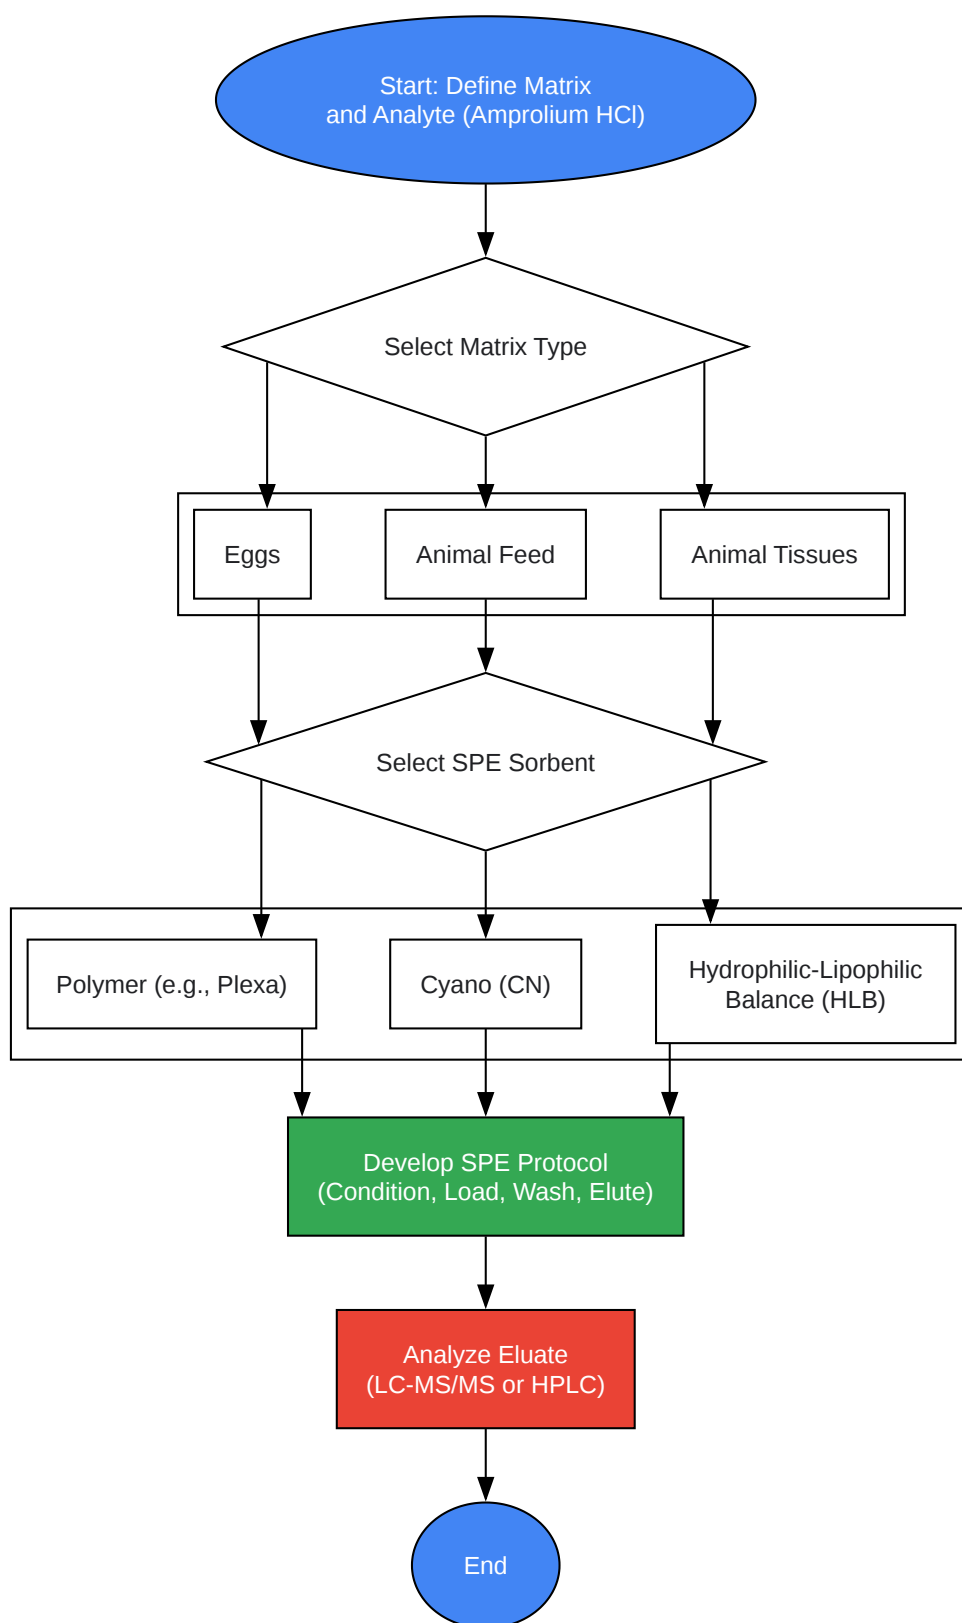 Start: Define Matrix
and Analyte (Amprolium HCl)
Select Matrix Type
Eggs
Animal Feed
Animal Tissues
Select SPE Sorbent
Polymer (e.g., Plexa)
Cyano (CN)
Hydrophilic-Lipophilic
Balance (HLB)
Develop SPE Protocol
(Condition, Load, Wash, Elute)
Analyze Eluate
(LC-MS/MS or HPLC)
End